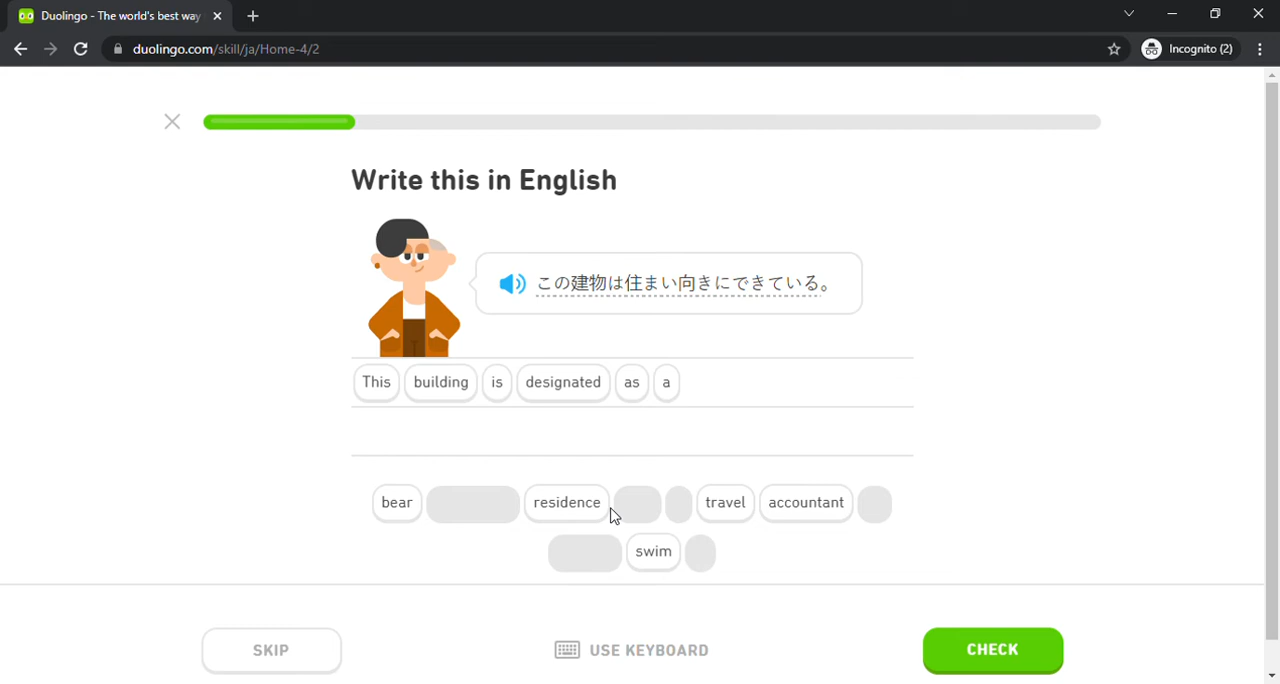 Duolingo - The world's best way
duolingo.com/skill/ja/Home-4/2
Incognito (2)
Write this in English
この建物は住まい向きにできている。
This building is designated as a
bear residence travel accountant
swim
SKIP
USE KEYBOARD
CHECK